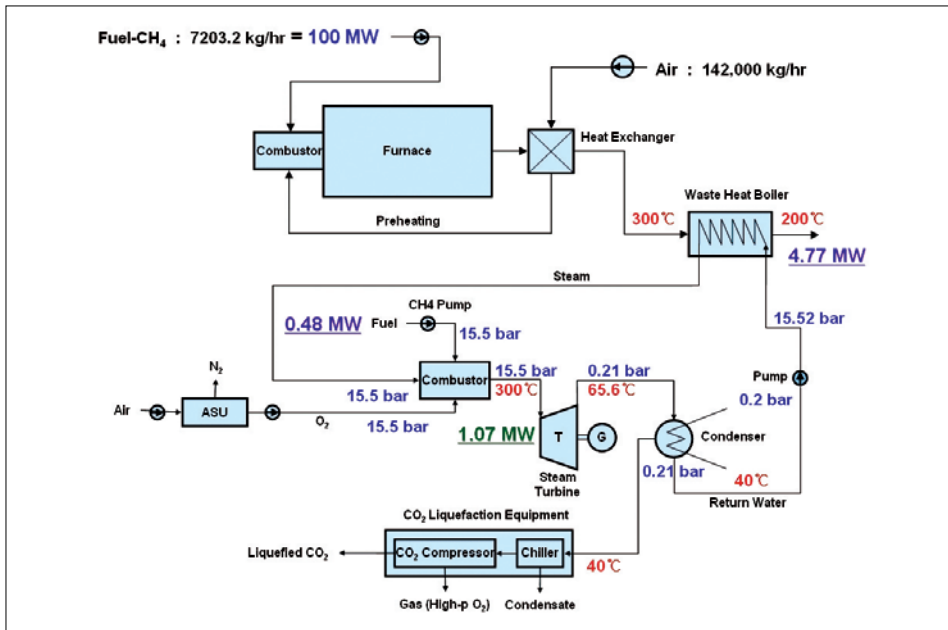 Fuel-CH4 : 7203.2 kg/hr = 100 MW
Air : 142,000 kg/hr
Combustor
Furnace
Heat Exchanger
Preheating
Waste Heat Boiler
300℃
200℃
4.77 MW
Steam
CH4 Pump
0.48 MW
Fuel
15.5 bar
15.52 bar
N2
Combustor
15.5 bar
0.21 bar
300℃
65.6℃
Pump
Air
ASU
O2
15.5 bar
15.5 bar
0.2 bar
1.07 MW
T
G
Condenser
0.21 bar
40℃
Steam
Turbine
Return Water
CO2 Liquefaction Equipment
Liquefied CO2
CO2 Compressor
Chiller
40℃
Gas (High-p O2)
Condensate